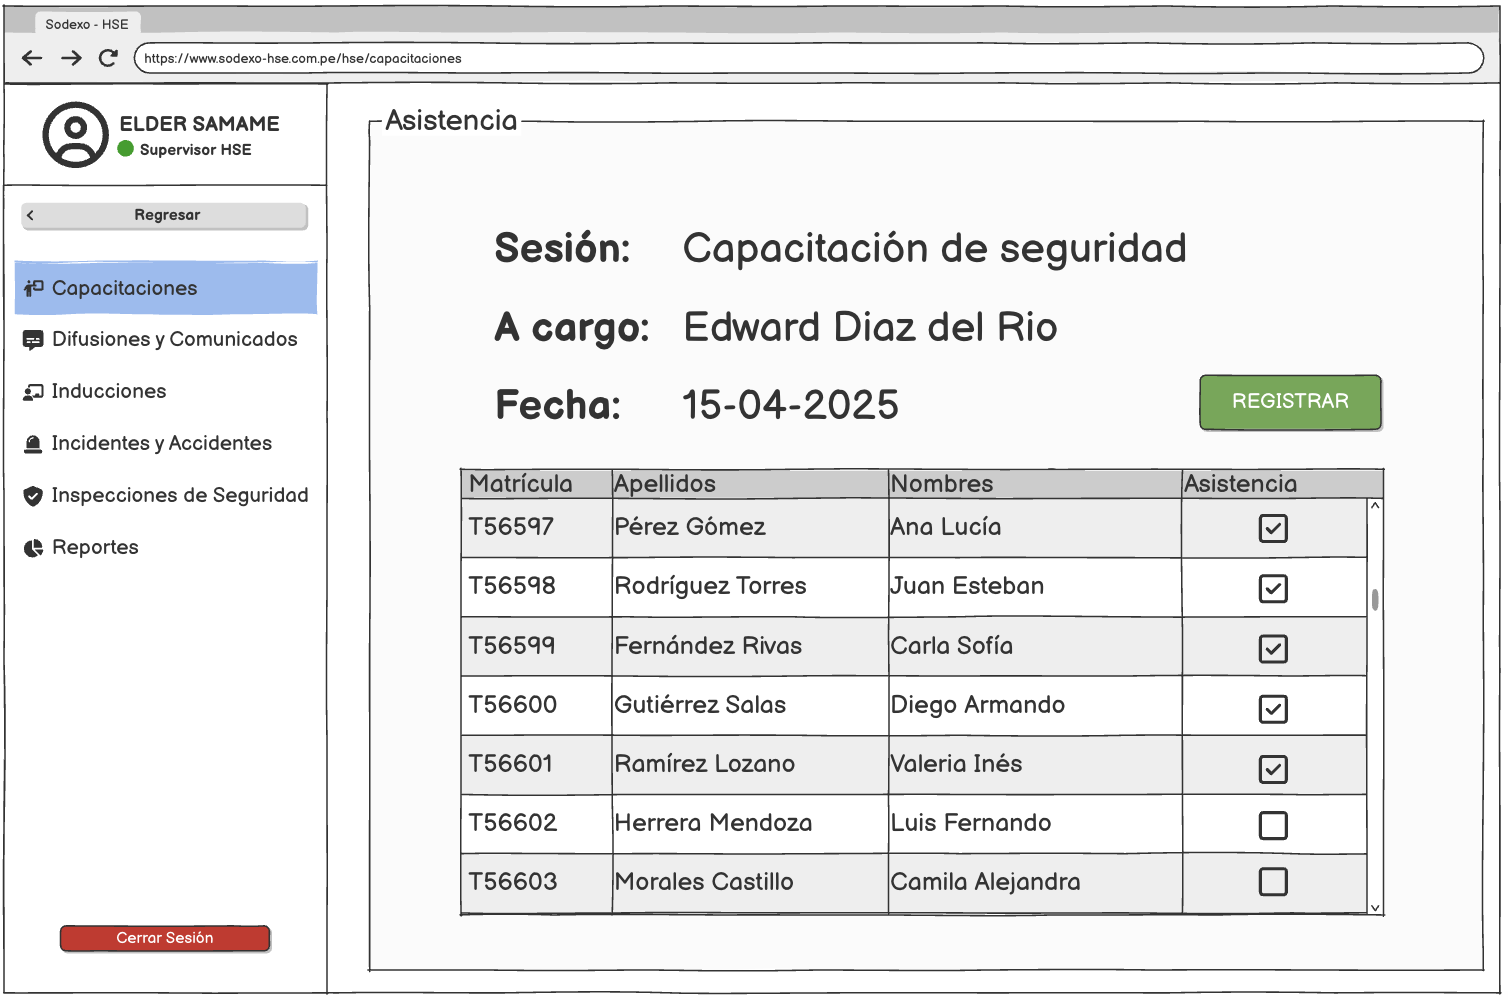 Sodexo - HSE
https://www.sodexo-hse.com.pe/hse/capacitaciones
ELDER SAMAME
Supervisor HSE
Regresar
Capacitaciones
Difusiones y Comunicados
Inducciones
Incidentes y Accidentes
Inspecciones de Seguridad
Reportes
Cerrar Sesión
Asistencia
Sesión: Capacitación de seguridad
A cargo: Edward Diaz del Rio
Fecha: 15-04-2025
REGISTRAR
Matrícula Apellidos Nombres Asistencia
T56597 Pérez Gómez Ana Lucía
T56598 Rodríguez Torres Juan Esteban
T56599 Fernández Rivas Carla Sofía
T56600 Gutiérrez Salas Diego Armando
T56601 Ramírez Lozano Valeria Inés
T56602 Herrera Mendoza Luis Fernando
T56603 Morales Castillo Camila Alejandra